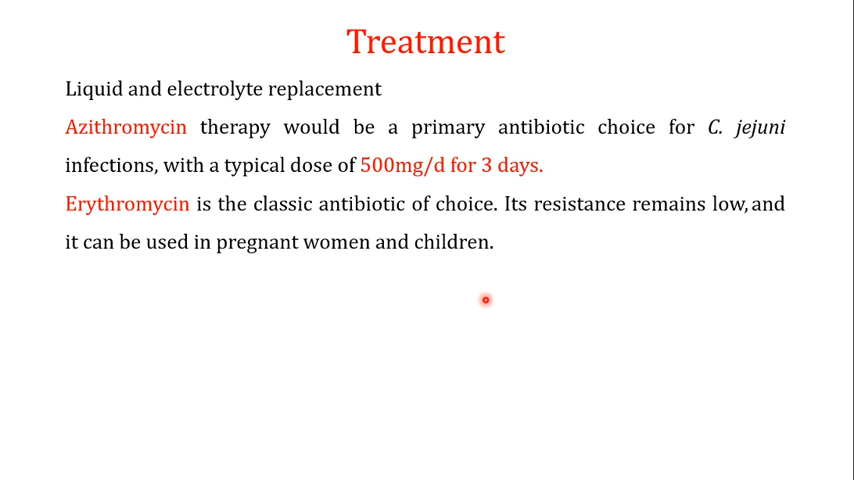 Treatment
Liquid and electrolyte replacement
Azithromycin therapy would be a primary antibiotic choice for C. jejuni
infections, with a typical dose of 500mg/d for 3 days.
Erythromycin is the classic antibiotic of choice. Its resistance remains low, and
it can be used in pregnant women and children.